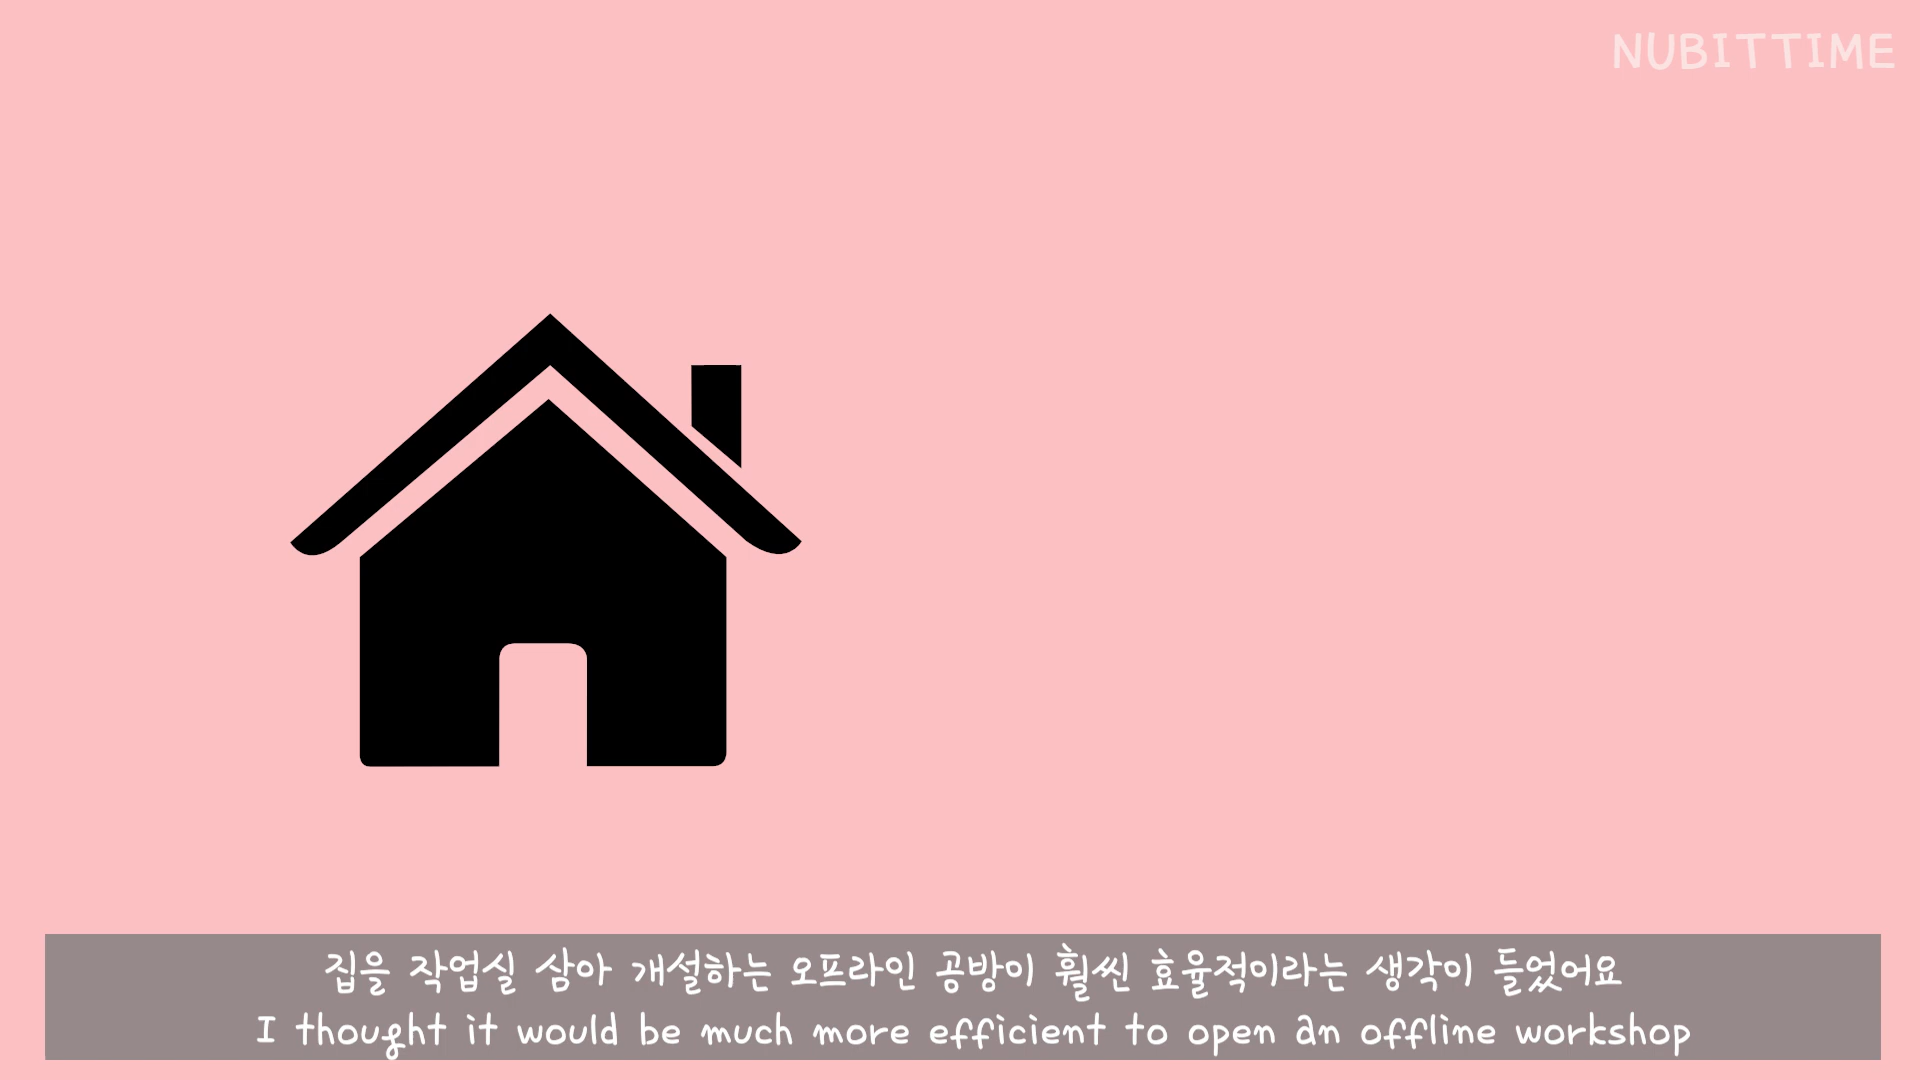 NUBITTIME
집을 작업실 삼아 개설하는 오프라인 공방이 훨씬 효율적이라는 생각이 들었어요
I thought it would be much more efficient to open an offline workshop